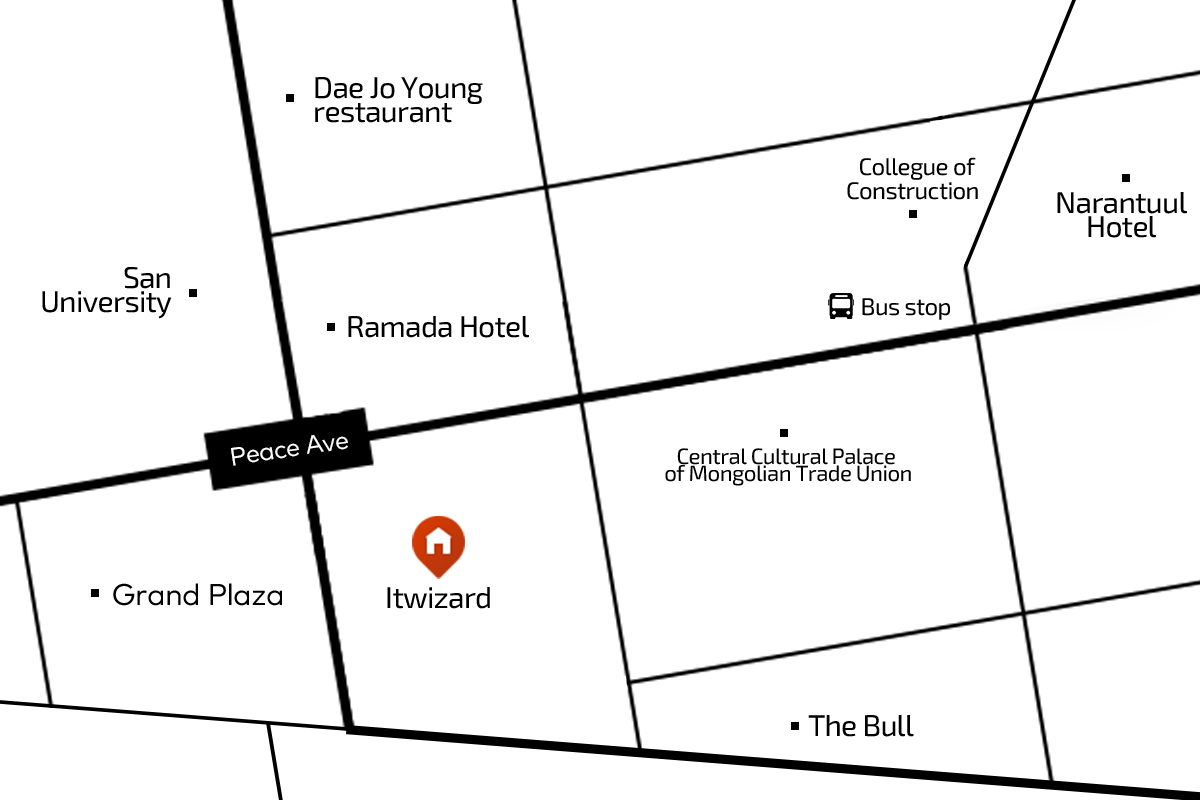 Dae Jo Young
restaurant
Collegue of
Construction
Narantuul
Hotel
San
University
Ramada Hotel
Bus stop
Peace Ave
Central Cultural Palace
of Mongolian Trade Union
Grand Plaza
Itwizard
The Bull